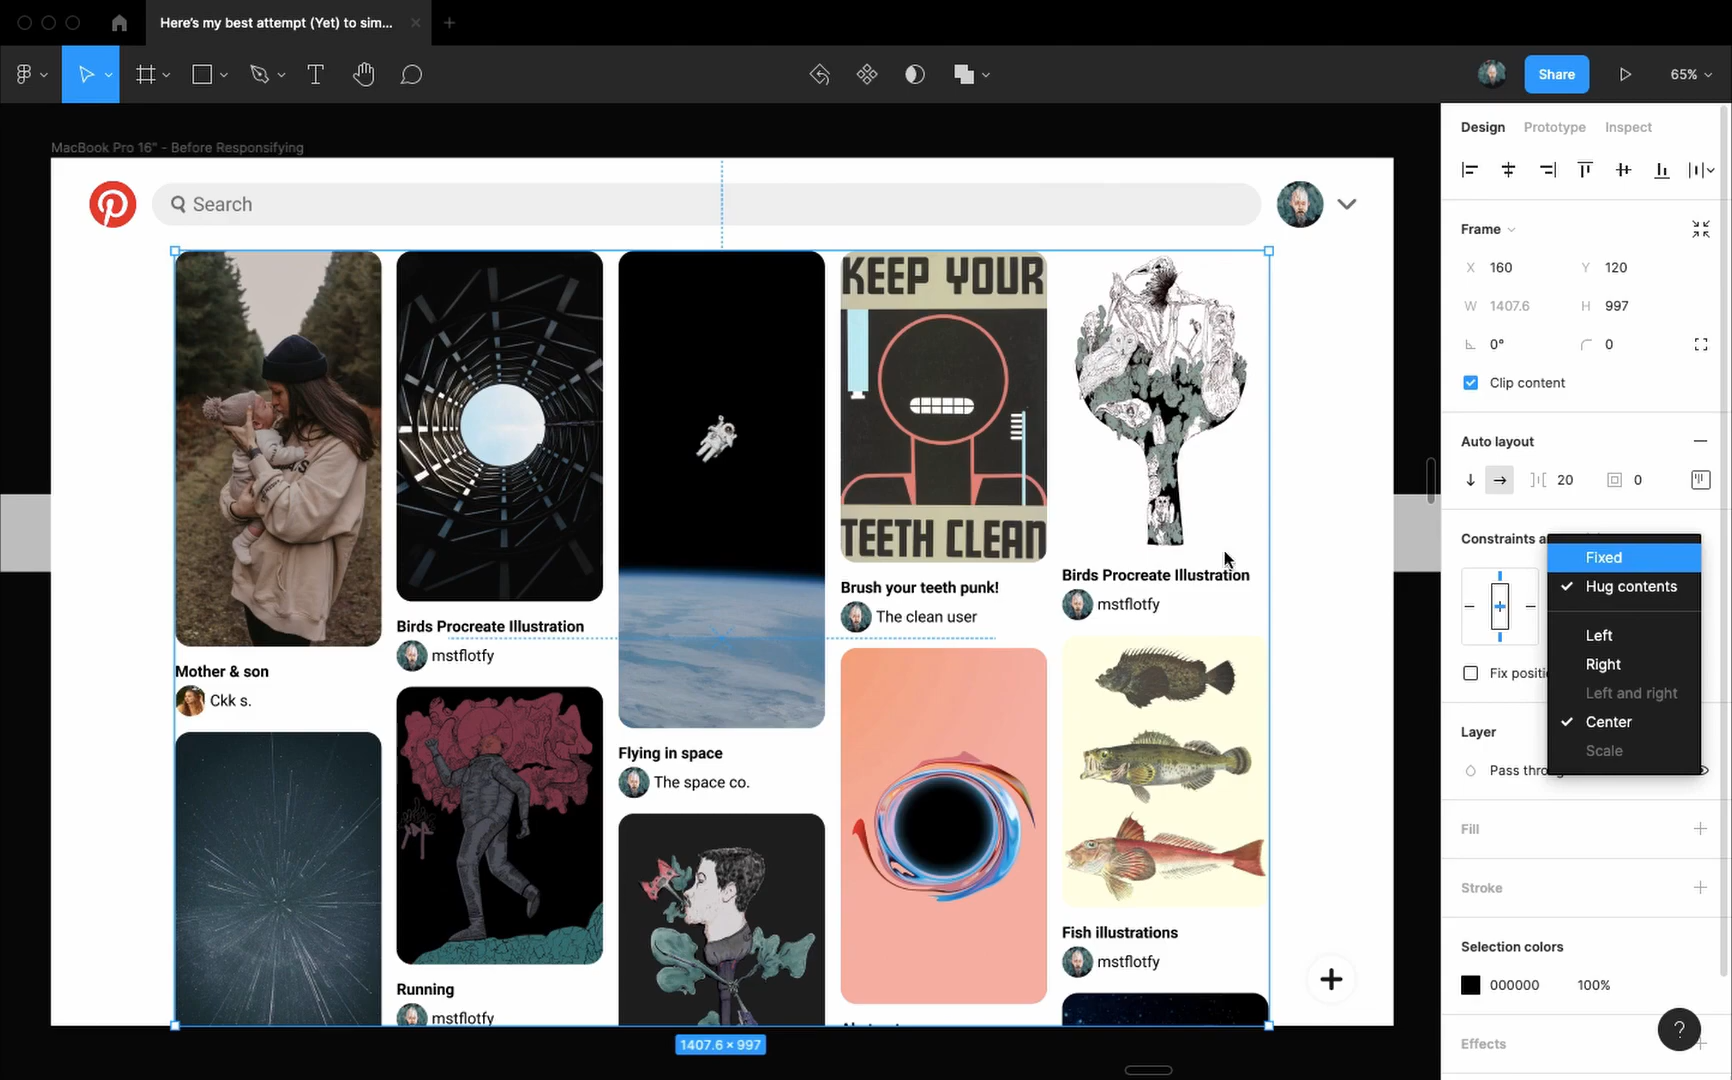 Here's my best attempt (Yet) to sim...
Share
65%
MacBook Pro 16" - Before Responsifying
Design
Prototype
Inspect
Search
Frame
X 160
Y 120
W 1407.6
H 997
0°
0
Clip content
KEEP YOUR
TEETH CLEAN
Auto layout
20
0
Constraints a
Fixed
Hug contents
Left
Right
Left and right
Center
Scale
Fix positi
Layer
Pass throug
Fill
Stroke
Selection colors
000000
100%
Effects
?
Mother & son
Ckk s.
Birds Procreate Illustration
mstflotfy
Running
mstflotfy
Flying in space
The space co.
Brush your teeth punk!
The clean user
Birds Procreate Illustration
mstflotfy
Fish illustrations
mstflotfy
1407.6 × 997